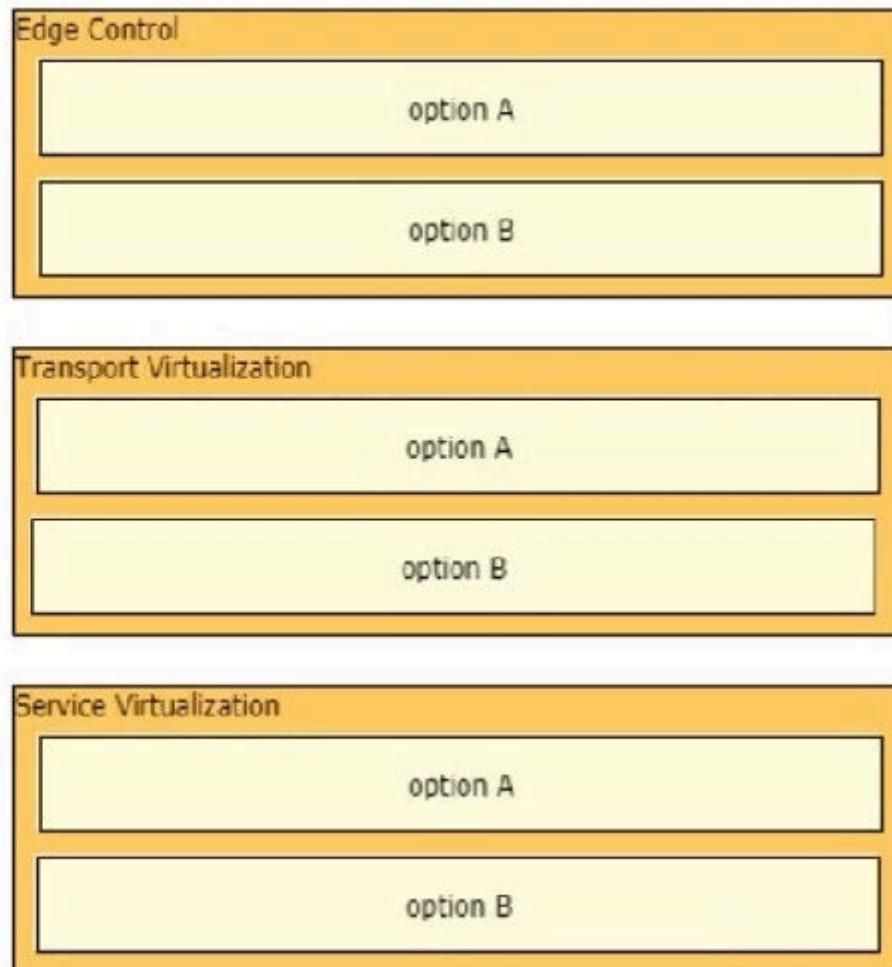 Edge Control
option A
option B
Transport Virtualization
option A
option B
Service Virtualization
option A
option B